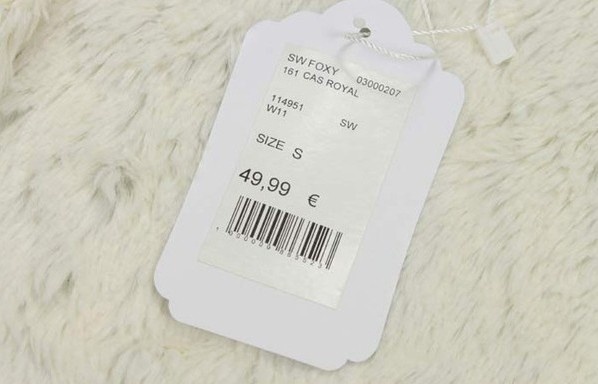 SW FOXY 03000207
161 CAS ROYAL
114951
W11 SW
SIZE S
49,99 €